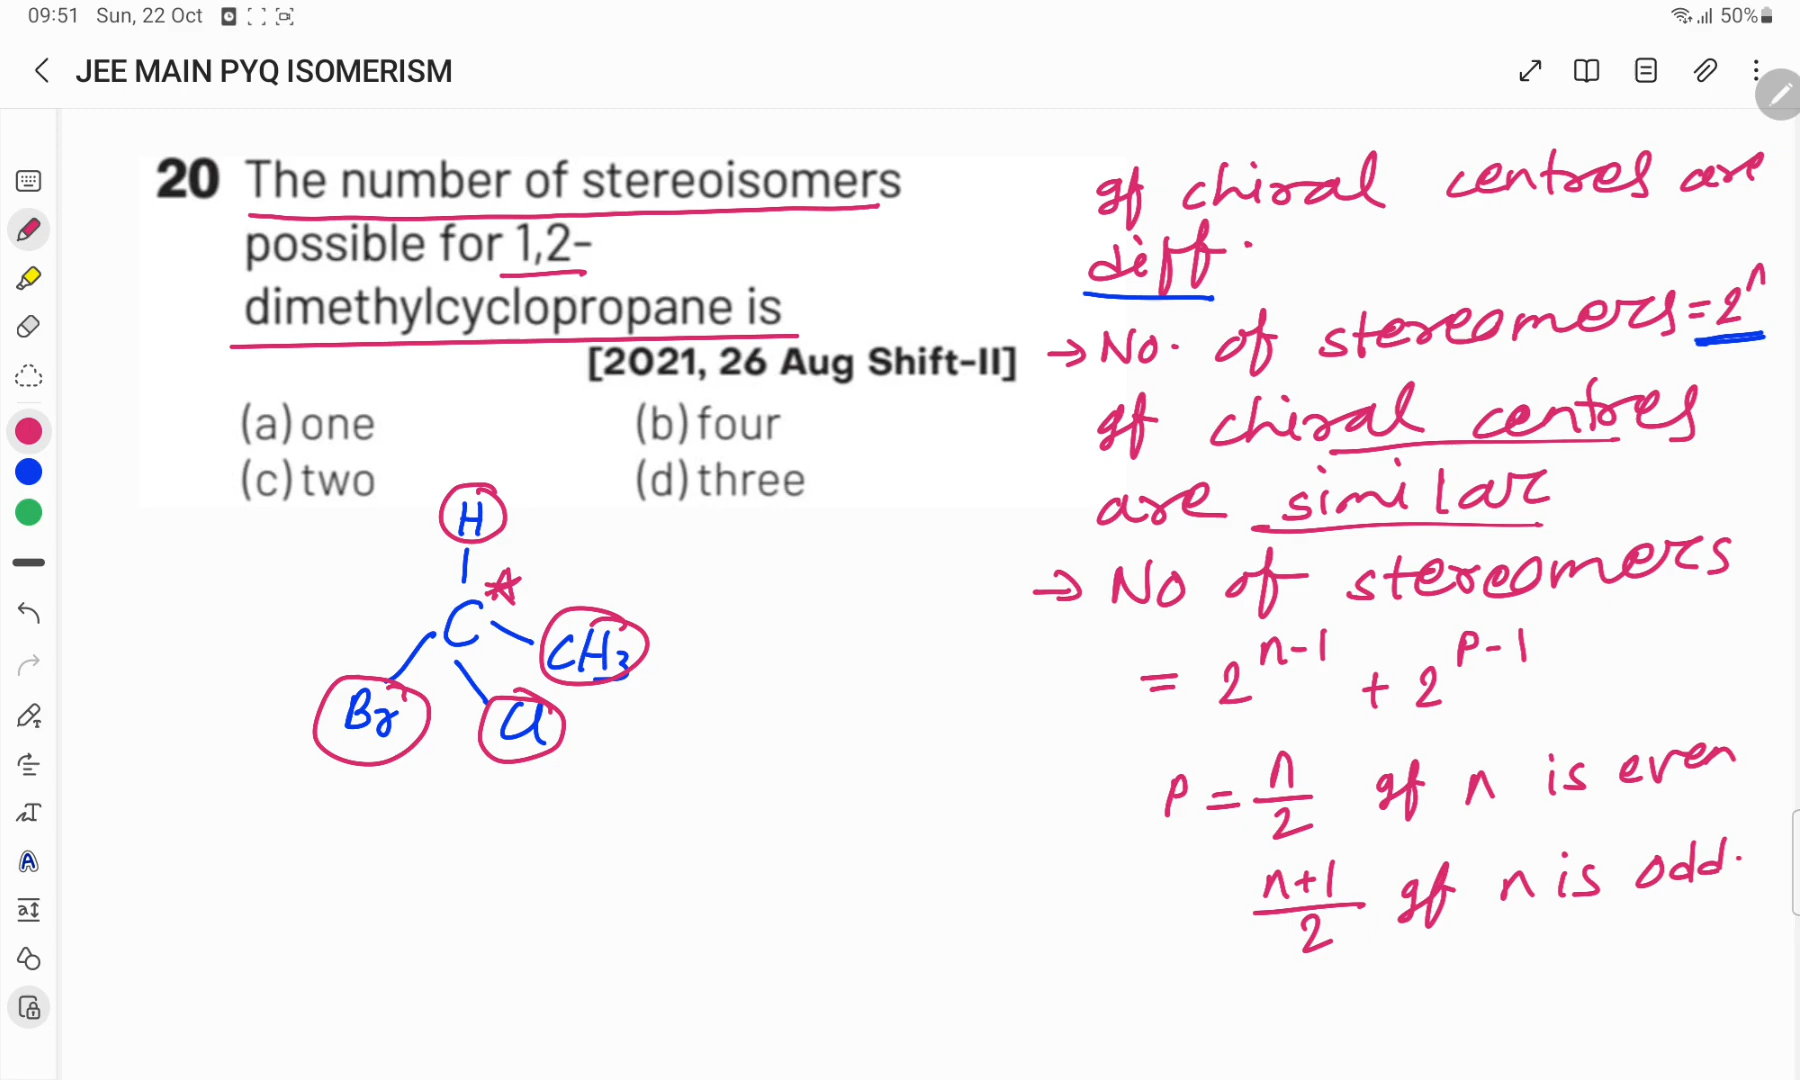 09:51 Sun, 22 Oct
50%
JEE MAIN PYQ ISOMERISM
20 The number of stereoisomers
possible for 1,2-
dimethylcyclopropane is
[2021, 26 Aug Shift-II]
(a) one (b) four
(c) two (d) three
H
C
CH3
Br
Cl
If chiral centres are
diff.
→ No. of stereomers = 2^n
If chiral centres
are similar
→ No of stereomers
= 2^n-1 + 2^P-1
P = n/2 if n is even
n+1/2 if n is odd.